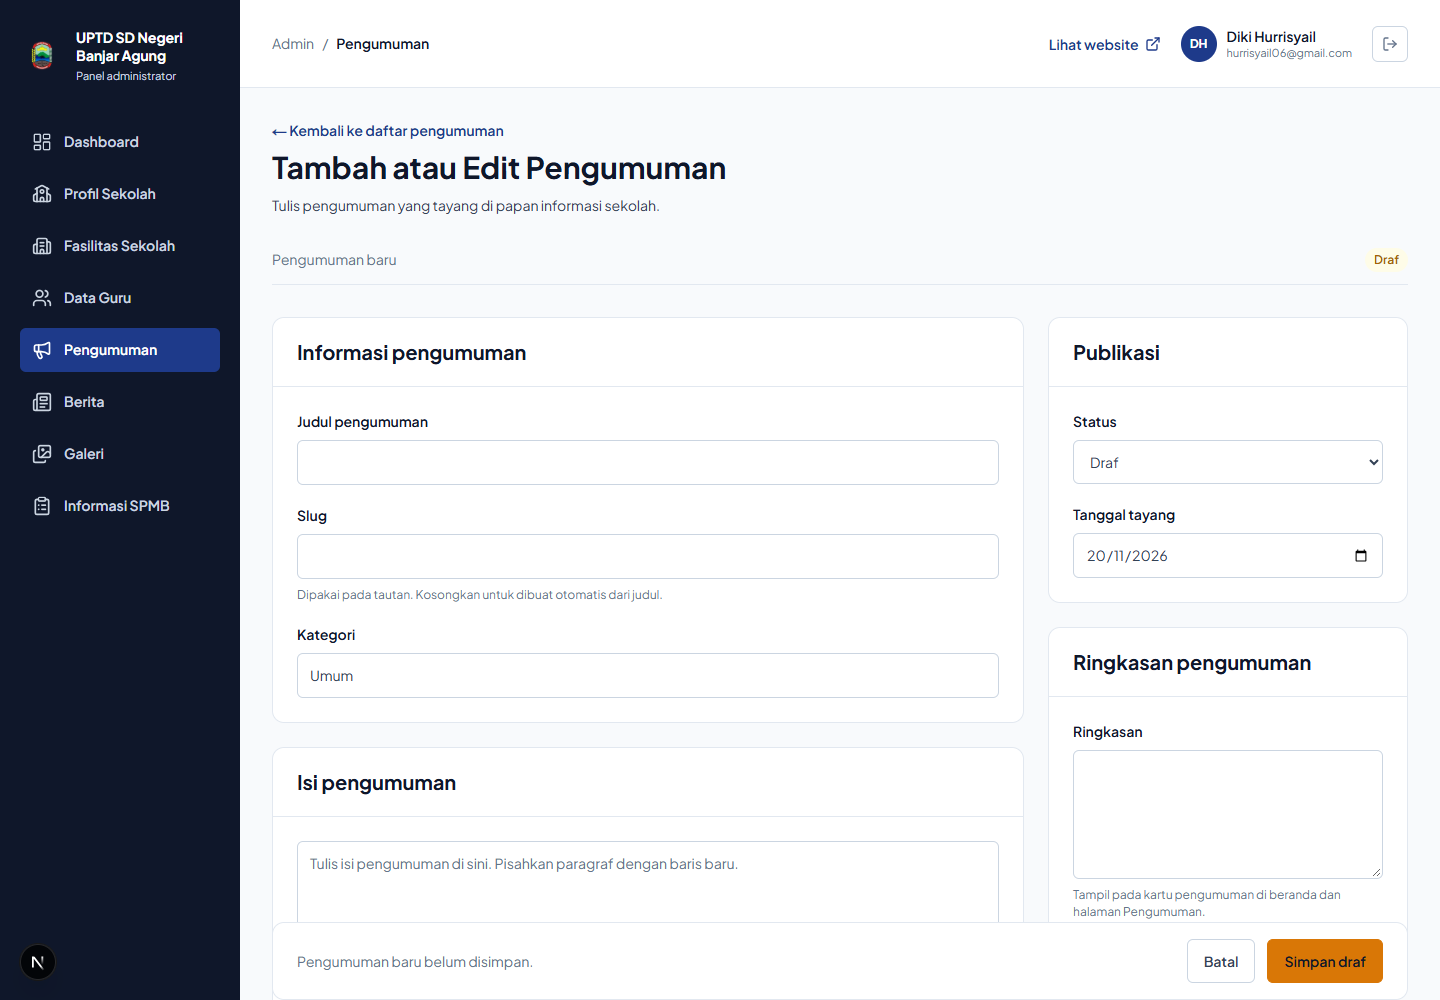 UPTD SD Negeri
Banjar Agung
Panel administrator
Dashboard
Profil Sekolah
Fasilitas Sekolah
Data Guru
Pengumuman
Berita
Galeri
Informasi SPMB
N
Admin / Pengumuman
Lihat website
DH
Diki Hurrisyail
hurrisyail06@gmail.com
← Kembali ke daftar pengumuman
Tambah atau Edit Pengumuman
Tulis pengumuman yang tayang di papan informasi sekolah.
Pengumuman baru
Draf
Informasi pengumuman
Judul pengumuman
Slug
Dipakai pada tautan. Kosongkan untuk dibuat otomatis dari judul.
Kategori
Umum
Isi pengumuman
Tulis isi pengumuman di sini. Pisahkan paragraf dengan baris baru.
Publikasi
Status
Draf
Tanggal tayang
20/11/2026
Ringkasan pengumuman
Ringkasan
Tampil pada kartu pengumuman di beranda dan
halaman Pengumuman.
Pengumuman baru belum disimpan.
Batal
Simpan draf